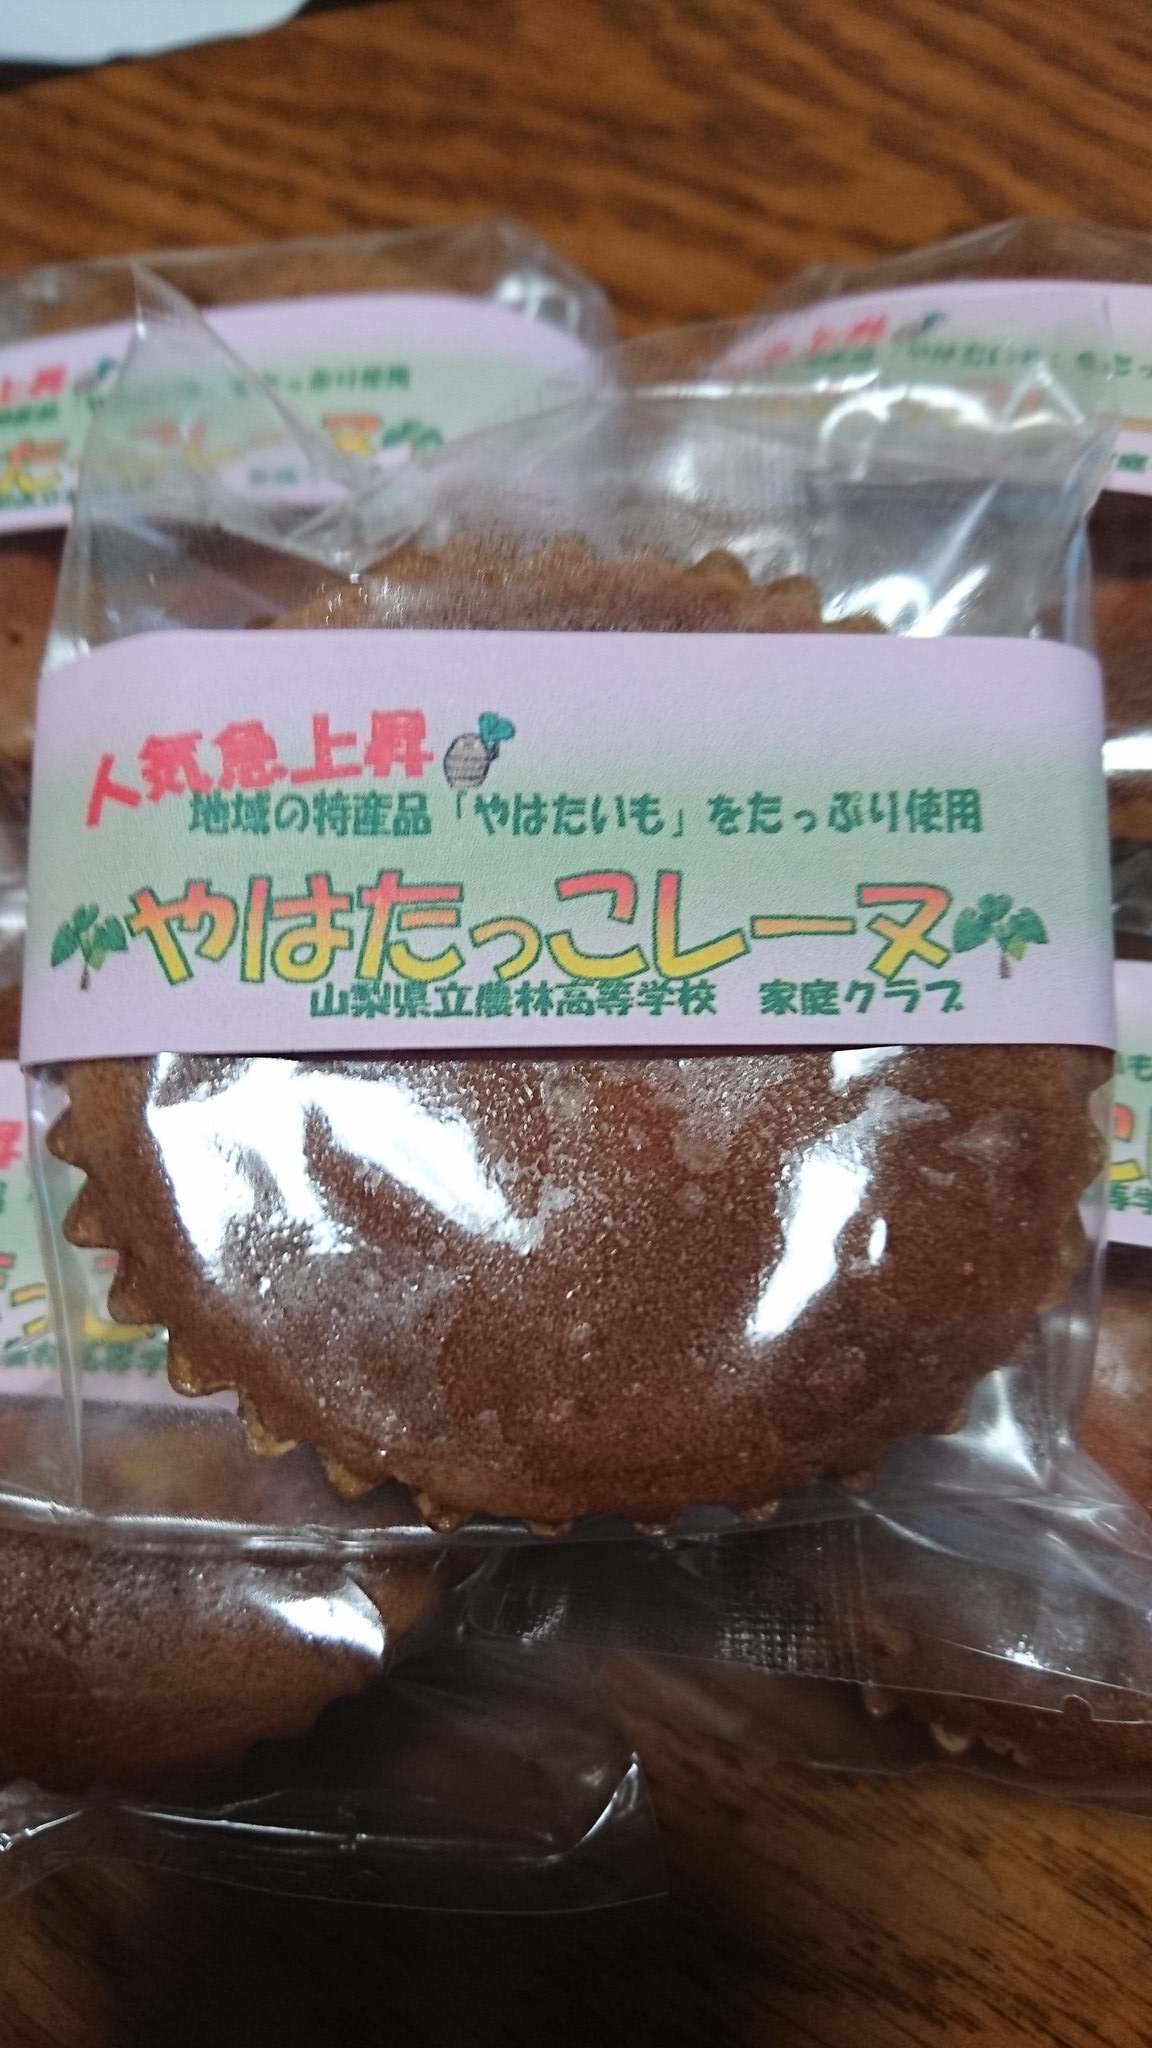 人気急上昇
地域の特産品「やはたいも」をたっぷり使用
やはたっこレーヌ
山梨県立農林高等学校 家庭クラブ